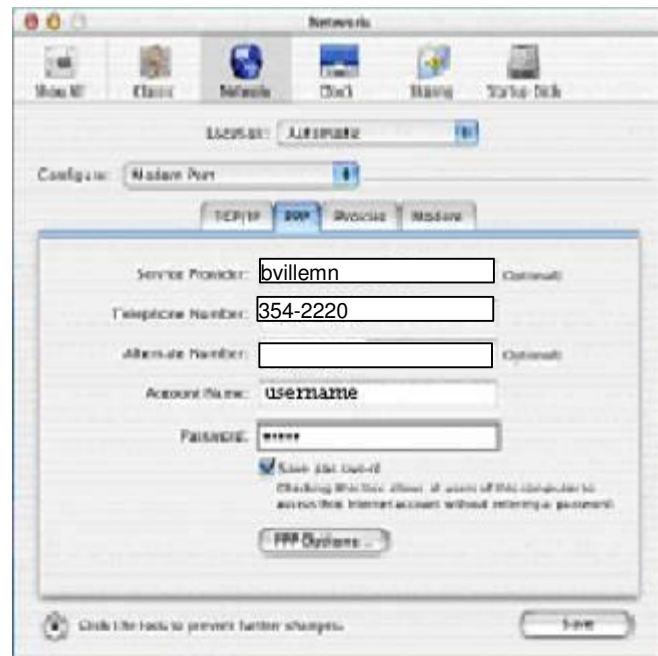 Network
Show All Classic Network Clock Sharing Startup Disk
Location: Automatic
Configure: Modem Port
TCP/IP PPP Proxies Modem
Service Provider: bvillemn (Optional)
Telephone Number: 354-2220
Alternate Number: (Optional)
Account Name: username
Password: •••••
Save password
Checking this box allows all users of this computer to
access this Internet account without entering a password.
PPP Options...
Click the lock to prevent further changes.
Save